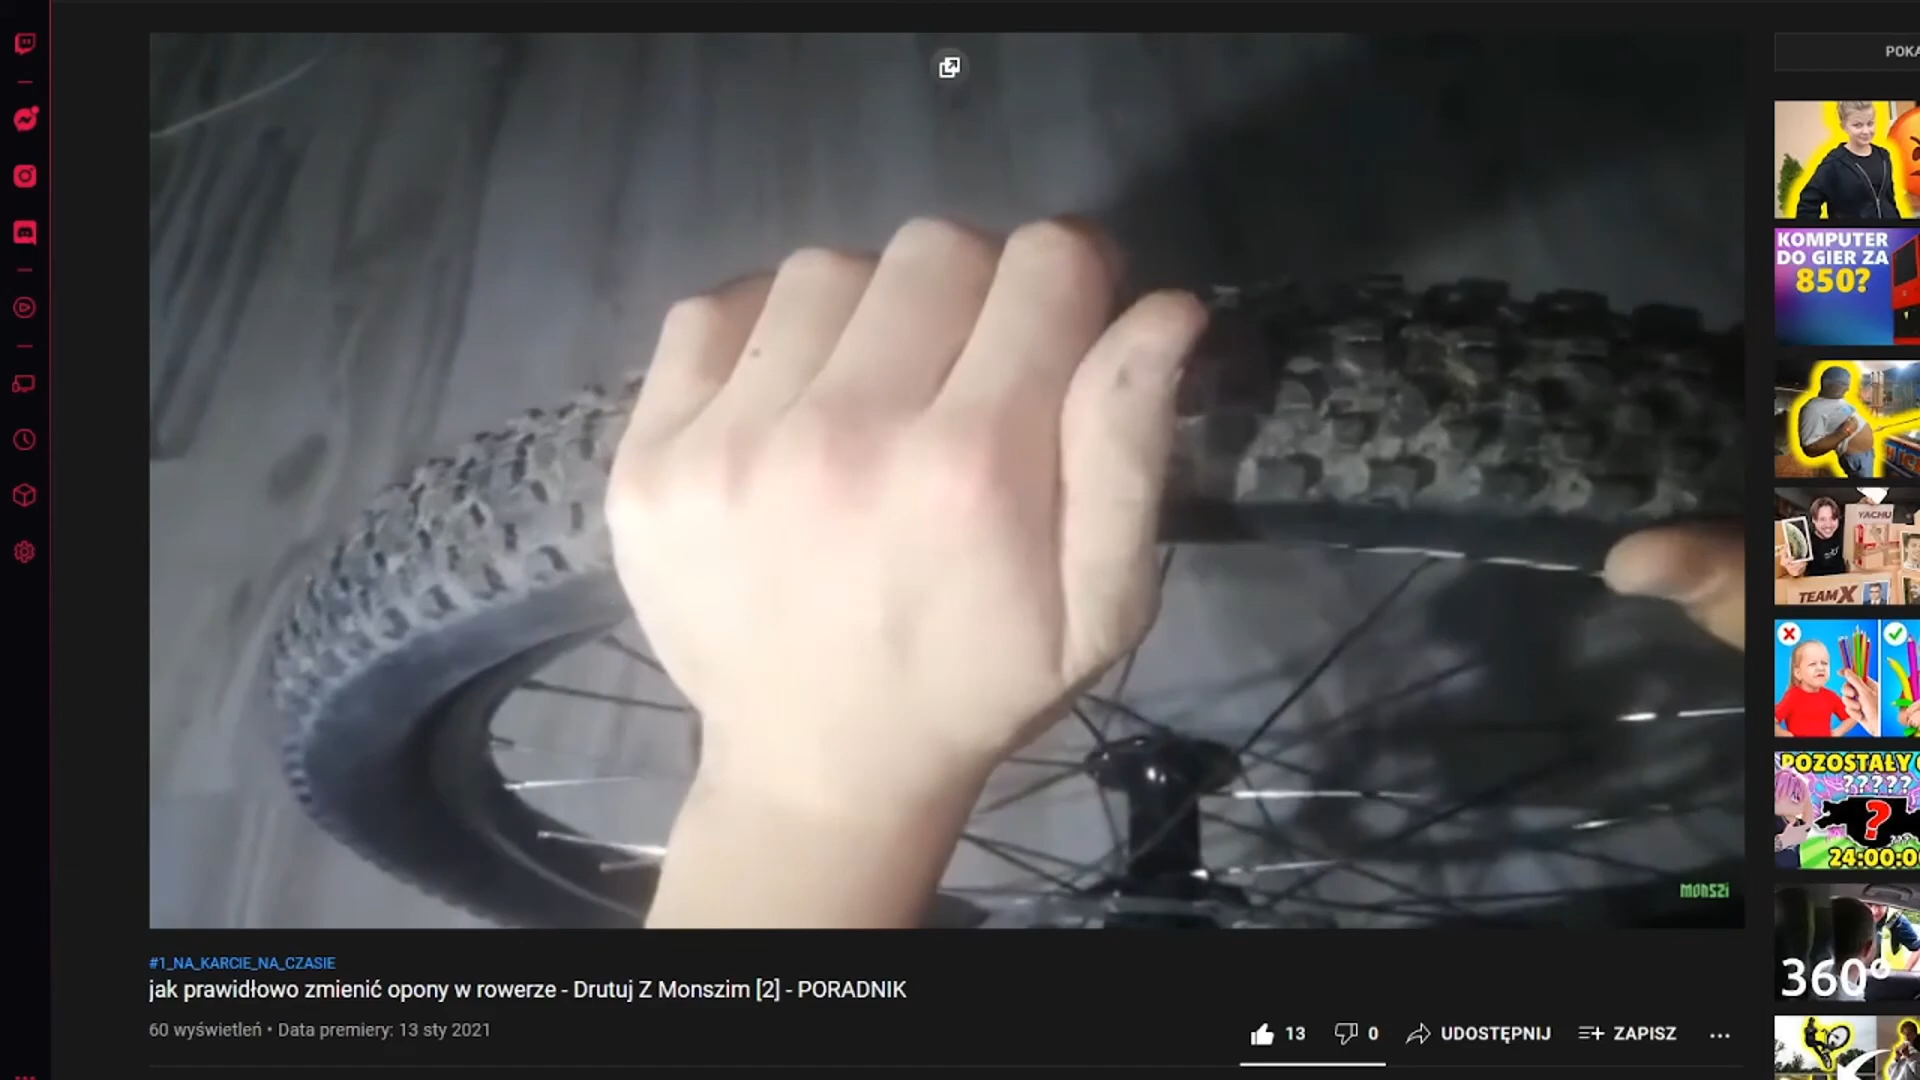 POKA
KOMPUTER
DO GIER ZA
850?
YACHU
TEAM X
POZOSTAŁY
?????
?
24:00:0
monszi
360°
#1_NA_KARCIE_NA_CZASIE
jak prawidłowo zmienić opony w rowerze - Drutuj Z Monszim [2] - PORADNIK
60 wyświetleń • Data premiery: 13 sty 2021
13
0
UDOSTĘPNIJ
ZAPISZ